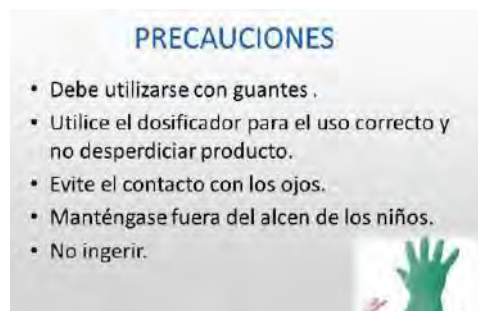 PRECAUCIONES
• Debe utilizarse con guantes .
• Utilice el dosificador para el uso correcto y
no desperdiciar producto.
• Evite el contacto con los ojos.
• Manténgase fuera del alcen de los niños.
• No ingerir.